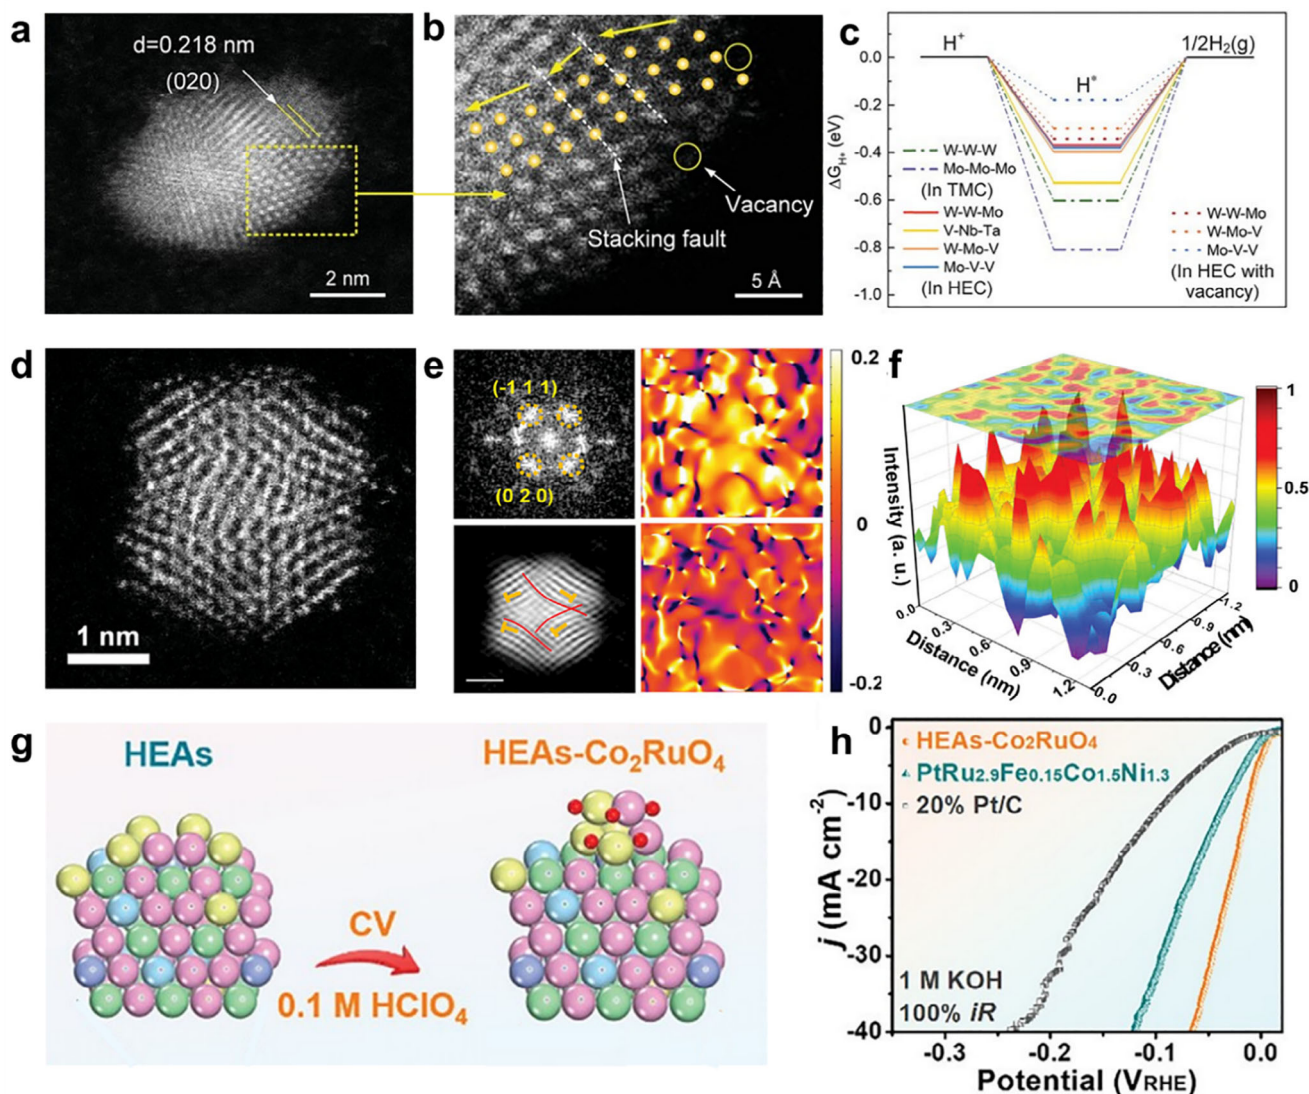 a
d=0.218 nm
(020)
2 nm
b
Vacancy
Stacking fault
5 Å
c
H+
1/2H2(g)
H*
ΔGH* (eV)
0.0
-0.2
-0.4
-0.6
-0.8
-1.0
W-W-W
Mo-Mo-Mo
(In TMC)
W-W-Mo
V-Nb-Ta
W-Mo-V
Mo-V-V
(In HEC)
W-W-Mo
W-Mo-V
Mo-V-V
(In HEC with
vacancy)
d
1 nm
e
(-1 1 1)
(0 2 0)
0.2
0
-0.2
f
Intensity
(a. u.)
0.0
0.3
0.6
0.9
1.2
Distance (nm)
0.0
0.3
0.6
0.9
1.2
Distance(nm)
1
0.5
0
g
HEAs
HEAs-Co2RuO4
CV
0.1 M HClO4
h
HEAs-Co2RuO4
PtRu2.9Fe0.15Co1.5Ni1.3
20% Pt/C
1 M KOH
100% iR
j (mA cm-2)
0
-10
-20
-30
-40
-0.3
-0.2
-0.1
0.0
Potential (VRHE)